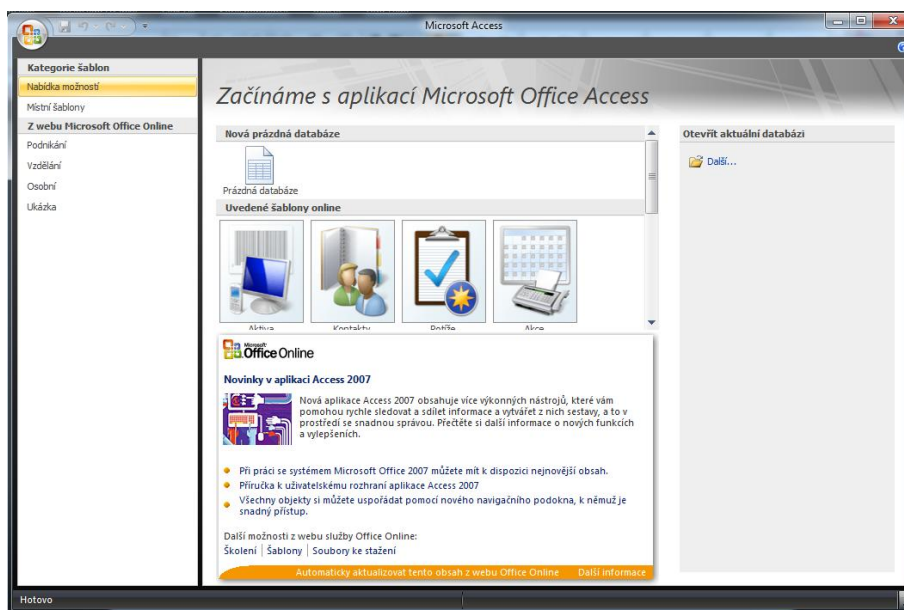 Microsoft Access
Kategorie šablon
Nabídka možností
Místní šablony
Z webu Microsoft Office Online
Podnikání
Vzdělání
Osobní
Ukázka
Začínáme s aplikací Microsoft Office Access
Nová prázdná databáze
Prázdná databáze
Uvedené šablony online
Aktiva
Kontakty
Potíže
Akce
Otevřít aktuální databázi
Další...
Microsoft
Office Online
Novinky v aplikaci Access 2007
Nová aplikace Access 2007 obsahuje více výkonných nástrojů, které vám
pomohou rychle sledovat a sdílet informace a vytvářet z nich sestavy, a to v
prostředí se snadnou správou. Přečtěte si další informace o nových funkcích
a vylepšeních.
Při práci se systémem Microsoft Office 2007 můžete mít k dispozici nejnovější obsah.
Příručka k uživatelskému rozhraní aplikace Access 2007
Všechny objekty si můžete uspořádat pomocí nového navigačního podokna, k němuž je
snadný přístup.
Další možnosti z webu služby Office Online:
Školení | Šablony | Soubory ke stažení
Automaticky aktualizovat tento obsah z webu Office Online Další informace
Hotovo